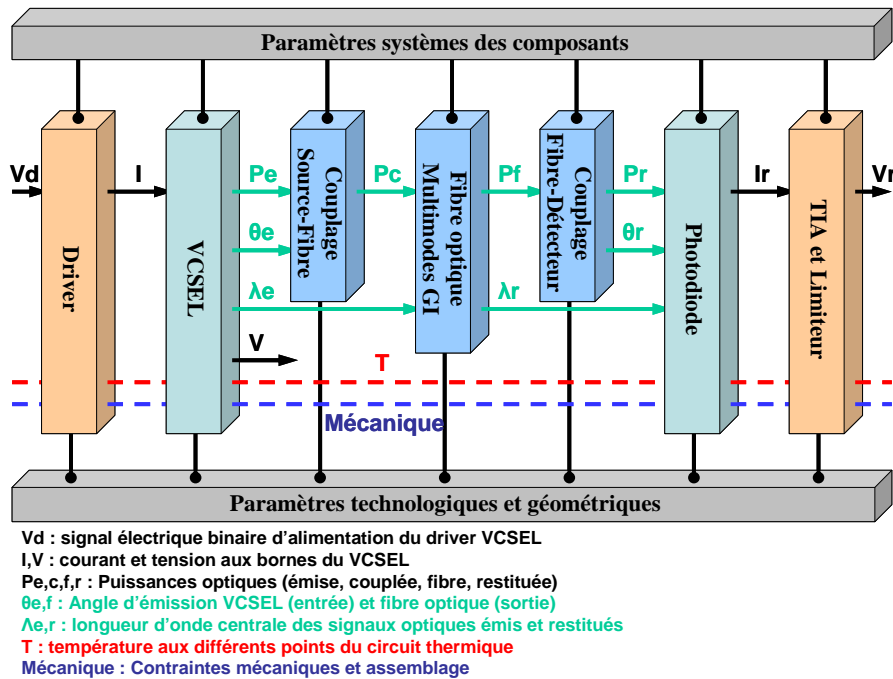 Paramètres systèmes des composants
Vd
I
Pe
Pc
Pf
Pr
Ir
Vr
θe
θr
λe
λr
V
T
Mécanique
Driver
VCSEL
Couplage
Source-Fibre
Fibre optique
Multimodes GI
Couplage
Fibre-Détecteur
Photodiode
TIA et Limiteur
Paramètres technologiques et géométriques
Vd : signal électrique binaire d'alimentation du driver VCSEL
I,V : courant et tension aux bornes du VCSEL
Pe,c,f,r : Puissances optiques (émise, couplée, fibre, restituée)
θe,f : Angle d'émission VCSEL (entrée) et fibre optique (sortie)
Λe,r : longueur d'onde centrale des signaux optiques émis et restitués
T : température aux différents points du circuit thermique
Mécanique : Contraintes mécaniques et assemblage